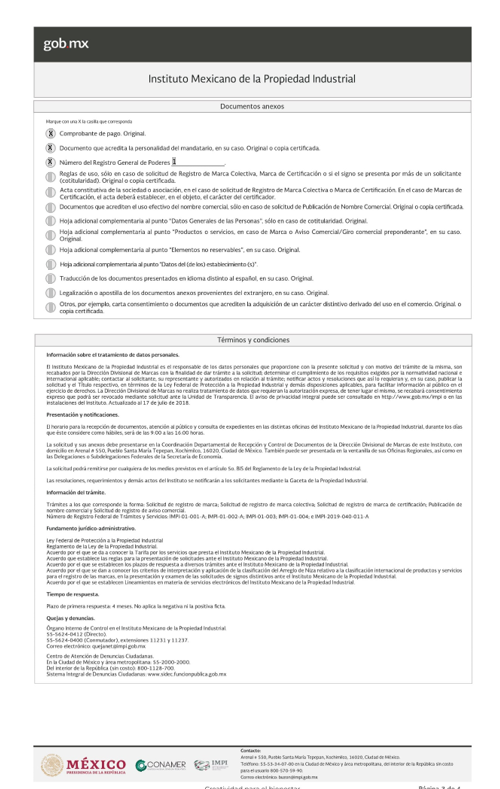 gob.mx
Instituto Mexicano de la Propiedad Industrial
Documentos anexos
Marque con una X la casilla que corresponda
X Comprobante de pago. Original.
X Documento que acredita la personalidad del mandatario, en su caso. Original o copia certificada.
X Número del Registro General de Poderes 1.
Reglas de uso, sólo en caso de solicitud de Registro de Marca Colectiva, Marca de Certificación o si el signo se presenta por más de un solicitante
(cotitularidad). Original o copia certificada.
Acta constitutiva de la sociedad o asociación, en el caso de solicitud de Registro de Marca Colectiva o Marca de Certificación. En el caso de Marcas de
Certificación, el acta deberá establecer, en el objeto, el carácter del certificador.
Documentos que acrediten el uso efectivo del nombre comercial, sólo en caso de solicitud de Publicación de Nombre Comercial. Original o copia certificada.
Hoja adicional complementaria al punto "Datos Generales de las Personas", sólo en caso de cotitularidad. Original.
Hoja adicional complementaria al punto "Productos o servicios, en caso de Marca o Aviso Comercial/Giro comercial preponderante", en su caso.
Original.
Hoja adicional complementaria al punto "Elementos no reservables", en su caso. Original.
Hoja adicional complementaria al punto "Datos del (de los) establecimiento (s)".
Traducción de los documentos presentados en idioma distinto al español, en su caso. Original.
Legalización o apostilla de los documentos anexos provenientes del extranjero, en su caso. Original.
Otros, por ejemplo, carta consentimiento o documentos que acrediten la adquisición de un carácter distintivo derivado del uso en el comercio. Original o
copia certificada.
Términos y condiciones
Información sobre el tratamiento de datos personales.
El Instituto Mexicano de la Propiedad Industrial es el responsable de los datos personales que proporcione con la presente solicitud y con motivo del trámite de la misma, son
recabados por la Dirección Divisional de Marcas con la finalidad de dar trámite a la solicitud; determinar el cumplimiento de los requisitos exigidos por la normatividad nacional e
internacional aplicable; contactar al solicitante, su representante y autorizados en relación al trámite; notificar actos y resoluciones que así lo requieran y, en su caso, publicar la
solicitud y el Título respectivo, en términos de la Ley Federal de Protección a la Propiedad Industrial y demás disposiciones aplicables, para facilitar información al público en el
ejercicio de derechos. La Dirección Divisional de Marcas no realiza tratamiento de datos que requieran la autorización expresa, de tener lugar el mismo, se recabará consentimiento
expreso que podrá ser revocado mediante solicitud ante la Unidad de Transparencia. El aviso de privacidad integral puede ser consultado en http://www.gob.mx/impi o en las
instalaciones del Instituto. Actualizado al 17 de julio de 2018.
Presentación y notificaciones.
El horario para la recepción de documentos, atención al público y consulta de expedientes en las distintas oficinas del Instituto Mexicano de la Propiedad Industrial, durante los días
que éste considere como hábiles, será de las 9:00 a las 16:00 horas.
La solicitud y sus anexos debe presentarse en la Coordinación Departamental de Recepción y Control de Documentos de la Dirección Divisional de Marcas de este Instituto, con
domicilio en Arenal # 550, Pueblo Santa María Tepepan, Xochimilco, 16020, Ciudad de México. También puede ser presentada en la ventanilla de sus Oficinas Regionales, así como en
las Delegaciones o Subdelegaciones Federales de la Secretaría de Economía.
La solicitud podrá remitirse por cualquiera de los medios previstos en el artículo 5o. BIS del Reglamento de la Ley de la Propiedad Industrial.
Las resoluciones, requerimientos y demás actos del Instituto se notificarán a los solicitantes mediante la Gaceta de la Propiedad Industrial.
Información del trámite.
Trámites a los que corresponde la forma: Solicitud de registro de marca; Solicitud de registro de marca colectiva; Solicitud de registro de marca de certificación; Publicación de
nombre comercial y Solicitud de registro de aviso comercial.
Número de Registro Federal de Trámites y Servicios: IMPI-01-001-A, IMPI-01-002-A, IMPI-01-003; IMPI-01-004; e IMPI-2019-040-011-A
Fundamento jurídico-administrativo.
Ley Federal de Protección a la Propiedad Industrial
Reglamento de la Ley de la Propiedad Industrial.
Acuerdo por el que se da a conocer la Tarifa por los servicios que presta el Instituto Mexicano de la Propiedad Industrial.
Acuerdo que establece las reglas para la presentación de solicitudes ante el Instituto Mexicano de la Propiedad Industrial.
Acuerdo por el que se establecen los plazos de respuesta a diversos trámites ante el Instituto Mexicano de la Propiedad Industrial
Acuerdo por el que se dan a conocer los criterios de interpretación y aplicación de la clasificación del Arreglo de Niza relativo a la clasificación internacional de productos y servicios
para el registro de las marcas, en la presentación y examen de las solicitudes de signos distintivos ante el Instituto Mexicano de la Propiedad Industrial
Acuerdo por el que se establecen Lineamientos en materia de servicios electrónicos del Instituto Mexicano de la Propiedad Industrial
Tiempo de respuesta.
Plazo de primera respuesta: 4 meses. No aplica la negativa ni la positiva ficta.
Quejas y denuncias.
Órgano Interno de Control en el Instituto Mexicano de la Propiedad Industrial
55-5624-0412 (Directo).
55-5624-0400 (Conmutador), extensiones 11231 y 11237.
Correo electrónico: quejanet@impi.gob.mx
Centro de Atención de Denuncias Ciudadanas.
En la Ciudad de México y área metropolitana: 55-2000-2000.
Del interior de la República (sin costo): 800-1128-700.
Sistema Integral de Denuncias Ciudadanas: www.sidec.funcionpublica.gob.mx
MÉXICO
PRESIDENCIA DE LA REPÚBLICA
CONAMER
IMPI
Contacto:
Arenal # 550, Pueblo Santa María Tepepan, Xochimilco, 16020, Ciudad de México.
Teléfono: 55-53-34-07-00 en la Ciudad de México y área metropolitana, del interior de la República sin costo
para el usuario 800-570-59-90.
Correo electrónico: buzon@impi.gob.mx